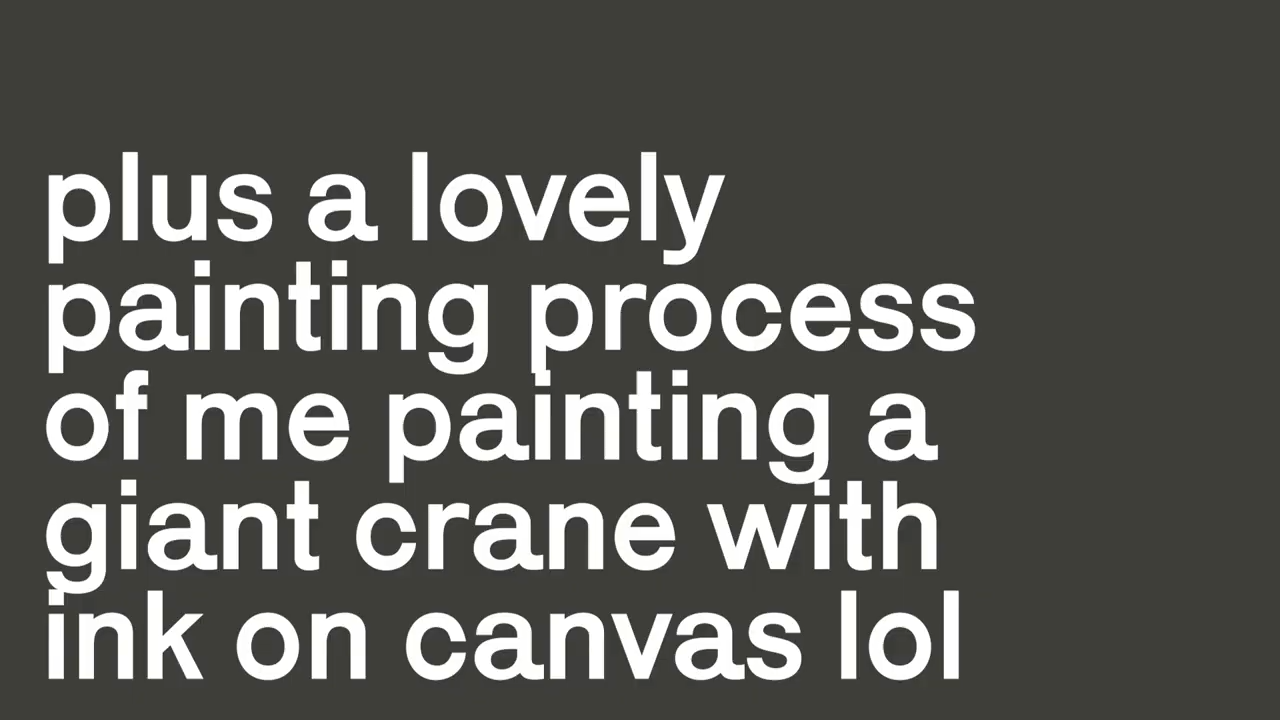 plus a lovely
painting process
of me painting a
giant crane with
ink on canvas lol